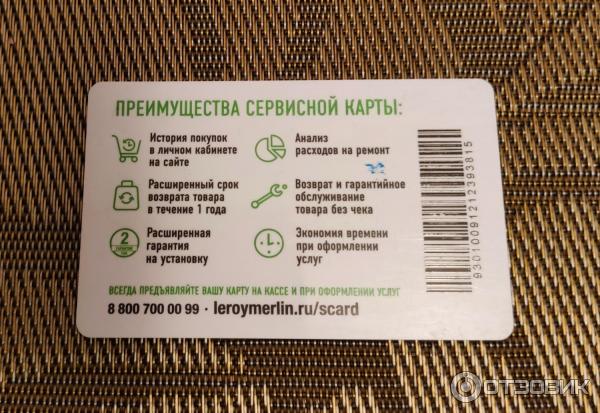 ПРЕИМУЩЕСТВА СЕРВИСНОЙ КАРТЫ:
История покупок
в личном кабинете
на сайте
Анализ
расходов на ремонт
Расширенный срок
возврата товара
в течение 1 года
Возврат и гарантийное
обслуживание
товара без чека
2
Расширенная
гарантия
на установку
Экономия времени
при оформлении
услуг
ВСЕГДА ПРЕДЪЯВЛЯЙТЕ ВАШУ КАРТУ НА КАССЕ И ПРИ ОФОРМЛЕНИИ УСЛУГ
8 800 700 00 99 · leroymerlin.ru/scard
93010091212393815
ОТЗОВИК